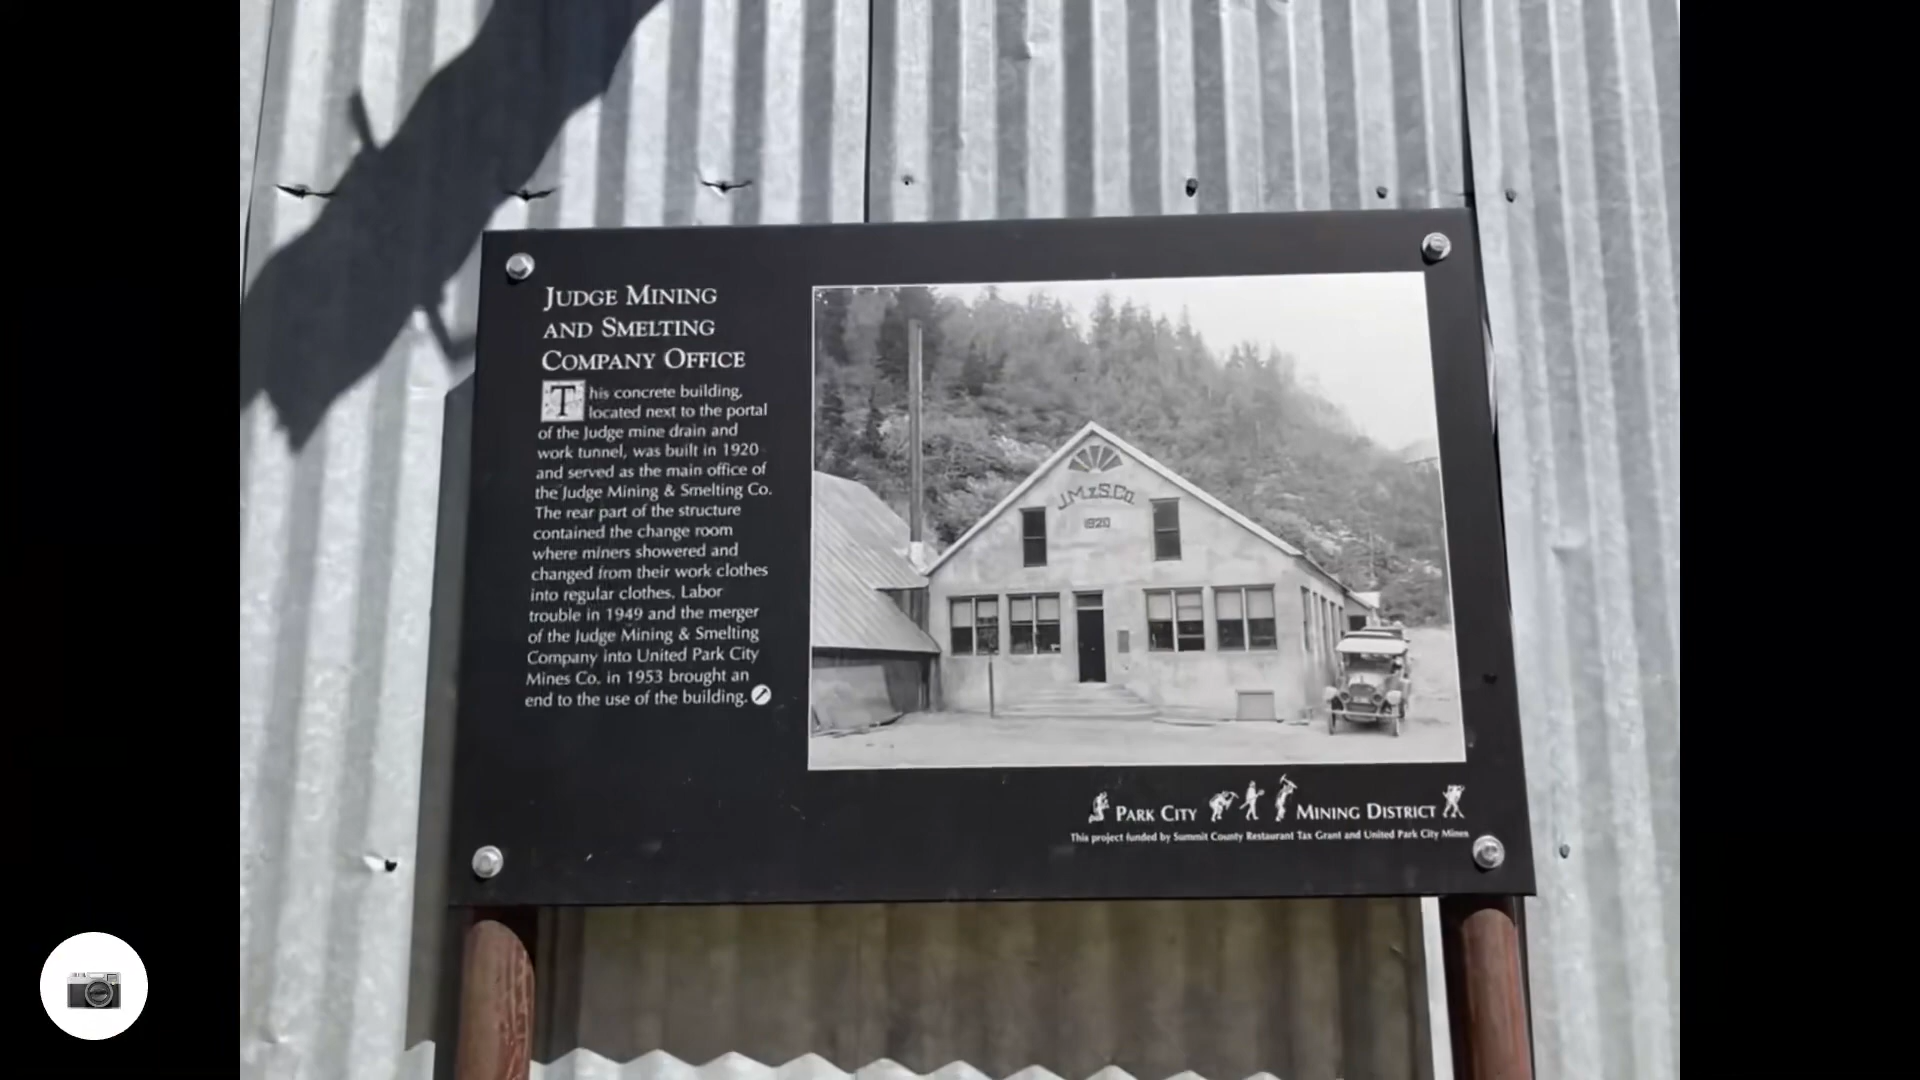 JUDGE MINING
AND SMELTING
COMPANY OFFICE
This concrete building,
located next to the portal
of the Judge mine drain and
work tunnel, was built in 1920
and served as the main office of
the Judge Mining & Smelting Co.
The rear part of the structure
contained the change room
where miners showered and
changed from their work clothes
into regular clothes. Labor
trouble in 1949 and the merger
of the Judge Mining & Smelting
Company into United Park City
Mines Co. in 1953 brought an
end to the use of the building.
J.M.&S.Co.
1920
PARK CITY MINING DISTRICT
This project funded by Summit County Restaurant Tax Grant and United Park City Mines